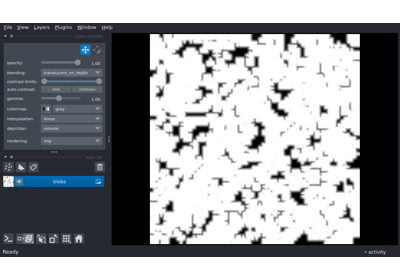 File View Layers Plugins Window Help
opacity: 1.00
blending: translucent_no_depth
contrast limits:
auto-contrast: once continuous
gamma: 1.00
colormap: gray
interpolation: linear
depiction: volume
rendering: mip
blobs
Ready activity